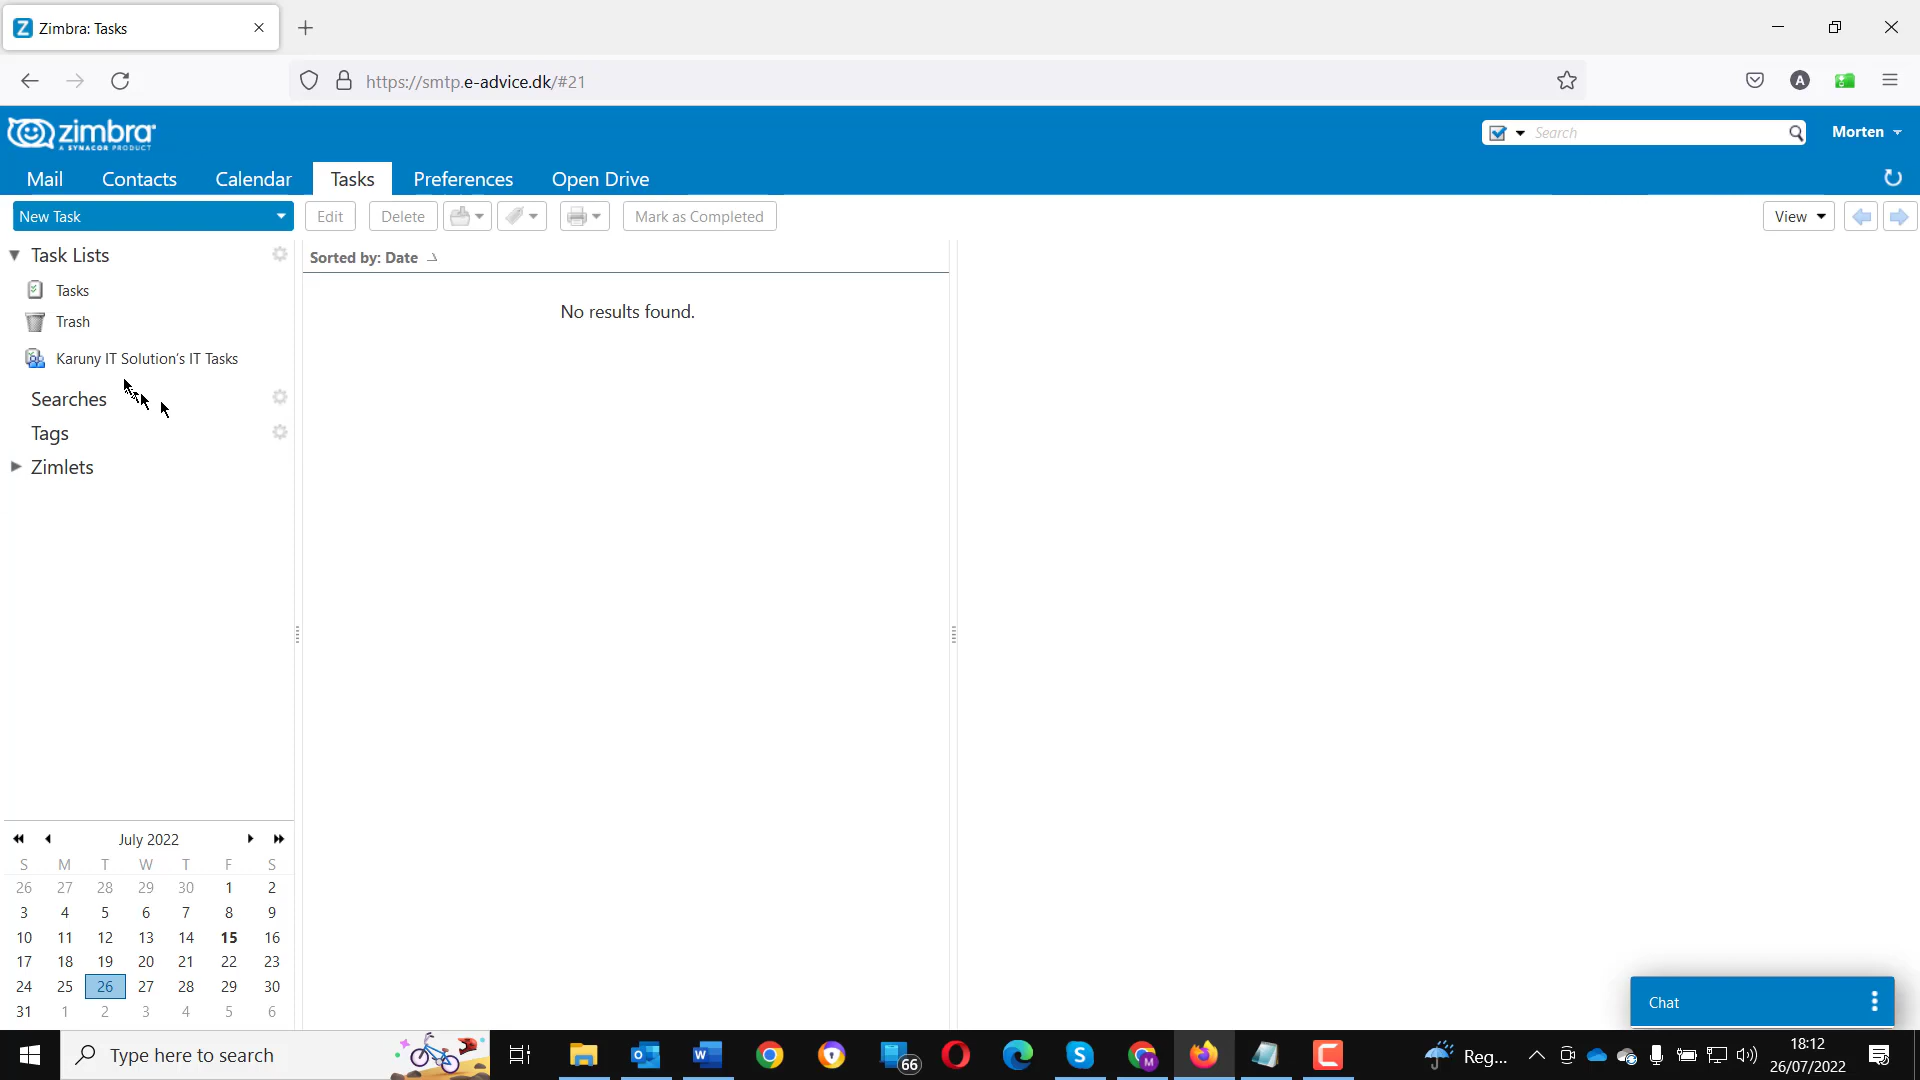 Zimbra: Tasks
https://smtp.e-advice.dk/#21
zimbra
A SYNACOR PRODUCT
Search
Morten
Mail Contacts Calendar Tasks Preferences Open Drive
New Task Edit Delete Mark as Completed View
Task Lists
Tasks
Trash
Karuny IT Solution's IT Tasks
Searches
Tags
Zimlets
Sorted by: Date
No results found.
July 2022
S M T W T F S
26 27 28 29 30 1 2
3 4 5 6 7 8 9
10 11 12 13 14 15 16
17 18 19 20 21 22 23
24 25 26 27 28 29 30
31 1 2 3 4 5 6
Chat
Type here to search
66
A
M
Reg...
18:12
26/07/2022